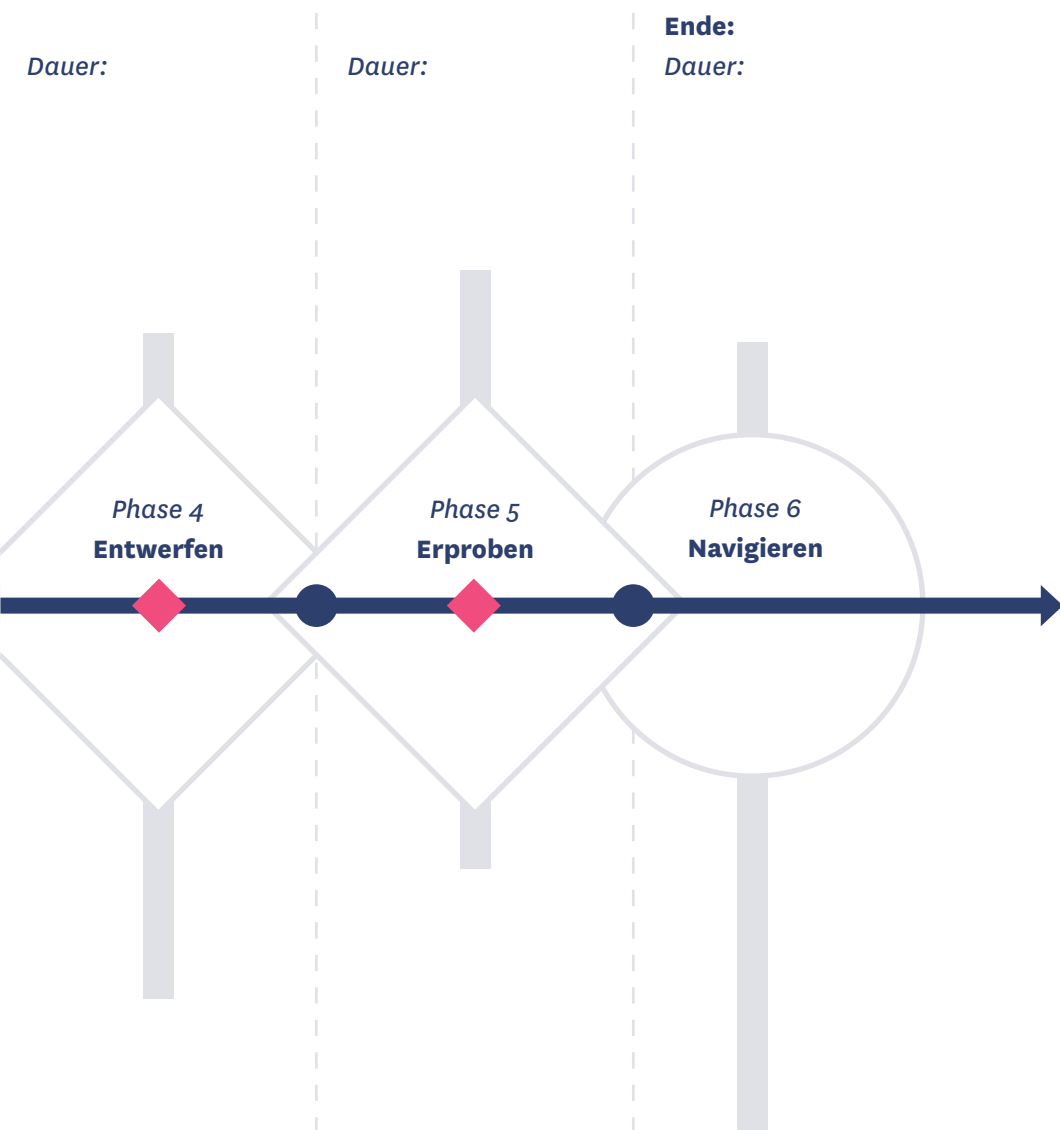 Ende:
Dauer:
Dauer:
Dauer:
Phase 4
Entwerfen
Phase 5
Erproben
Phase 6
Navigieren